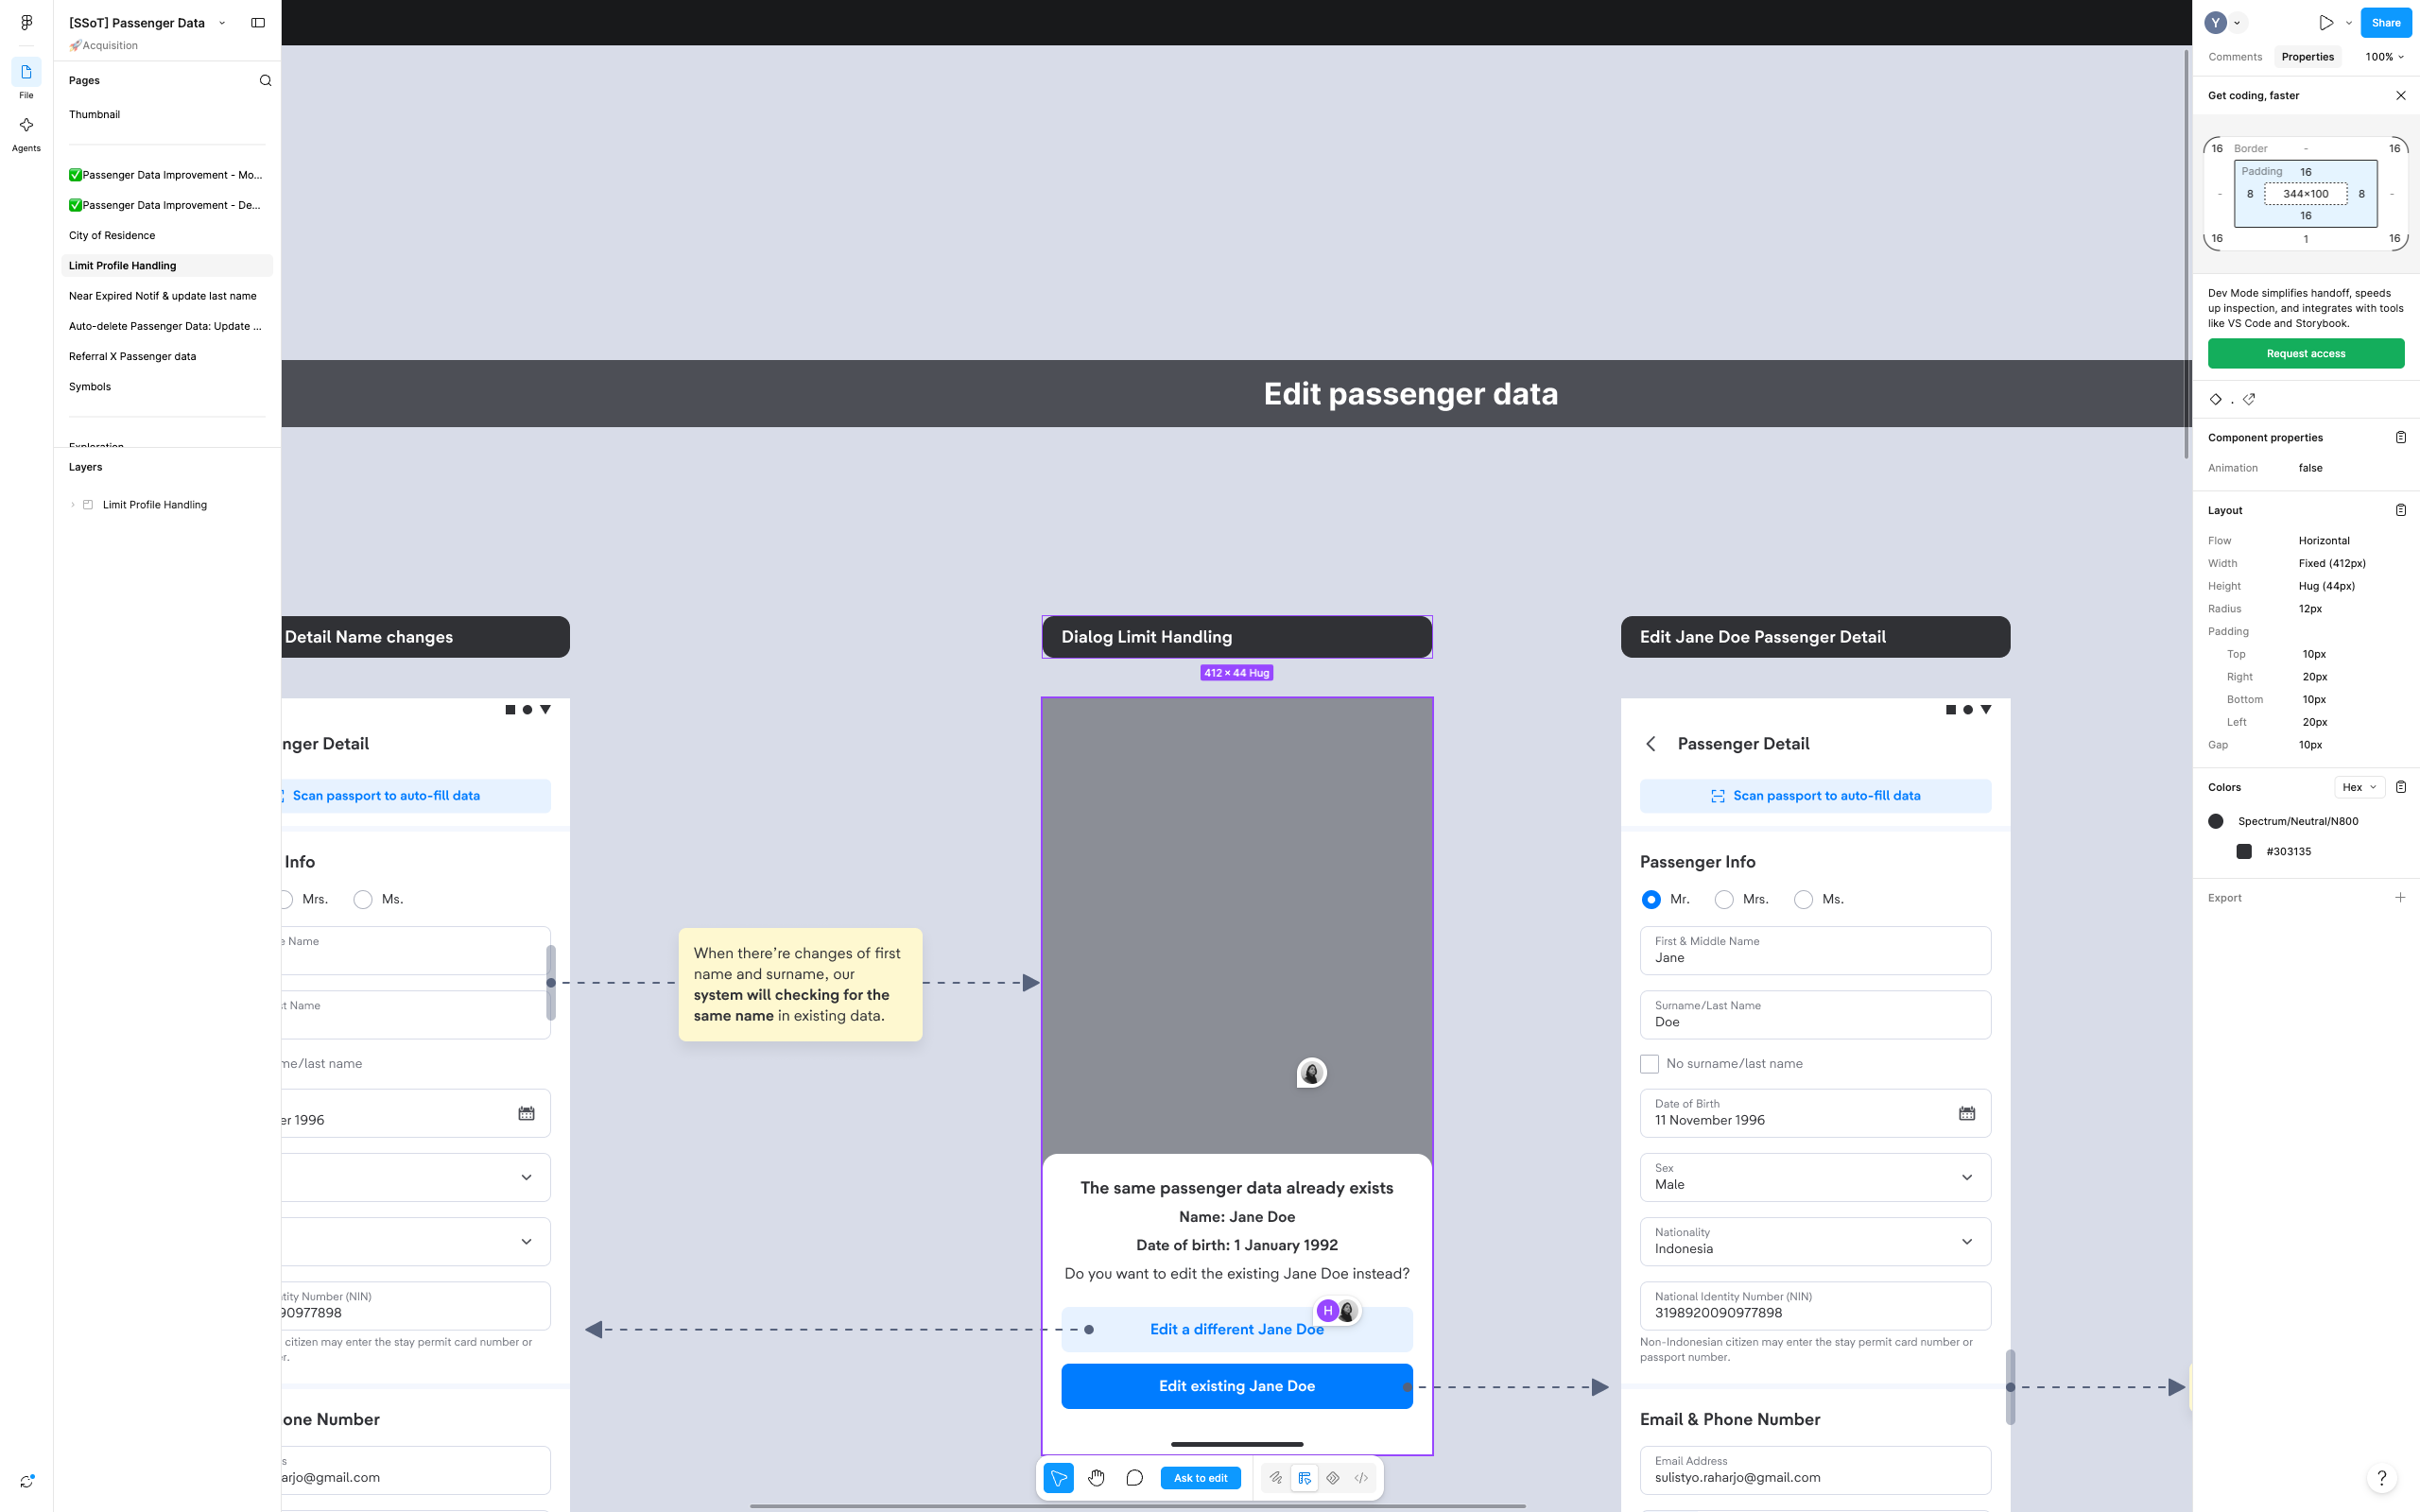 [SSoT] Passenger Data
🚀Acquisition
File
Agents
Pages
Thumbnail
✅Passenger Data Improvement - Mo...
✅Passenger Data Improvement - De...
City of Residence
Limit Profile Handling
Near Expired Notif & update last name
Auto-delete Passenger Data: Update ...
Referral X Passenger data
Symbols
Exploration
Layers
Limit Profile Handling
Edit passenger data
Detail Name changes
nger Detail
Scan passport to auto-fill data
Info
Mrs.
Ms.
e Name
t Name
me/last name
er 1996
tity Number (NIN)
90977898
citizen may enter the stay permit card number or
r.
one Number
s
arjo@gmail.com
When there're changes of first
name and surname, our
system will checking for the
same name in existing data.
Dialog Limit Handling
412 × 44 Hug
The same passenger data already exists
Name: Jane Doe
Date of birth: 1 January 1992
Do you want to edit the existing Jane Doe instead?
H
Edit a different Jane Doe
Edit existing Jane Doe
Ask to edit
Edit Jane Doe Passenger Detail
Passenger Detail
Scan passport to auto-fill data
Passenger Info
Mr.
Mrs.
Ms.
First & Middle Name
Jane
Surname/Last Name
Doe
No surname/last name
Date of Birth
11 November 1996
Sex
Male
Nationality
Indonesia
National Identity Number (NIN)
3198920090977898
Non-Indonesian citizen may enter the stay permit card number or
passport number.
Email & Phone Number
Email Address
sulistyo.raharjo@gmail.com
Y
Share
Comments
Properties
100%
Get coding, faster
16
Border
-
16
Padding
16
-
8
344×100
8
-
16
16
1
16
Dev Mode simplifies handoff, speeds
up inspection, and integrates with tools
like VS Code and Storybook.
Request access
.
Component properties
Animation
false
Layout
Flow
Horizontal
Width
Fixed (412px)
Height
Hug (44px)
Radius
12px
Padding
Top
10px
Right
20px
Bottom
10px
Left
20px
Gap
10px
Colors
Hex
Spectrum/Neutral/N800
#303135
Export
?